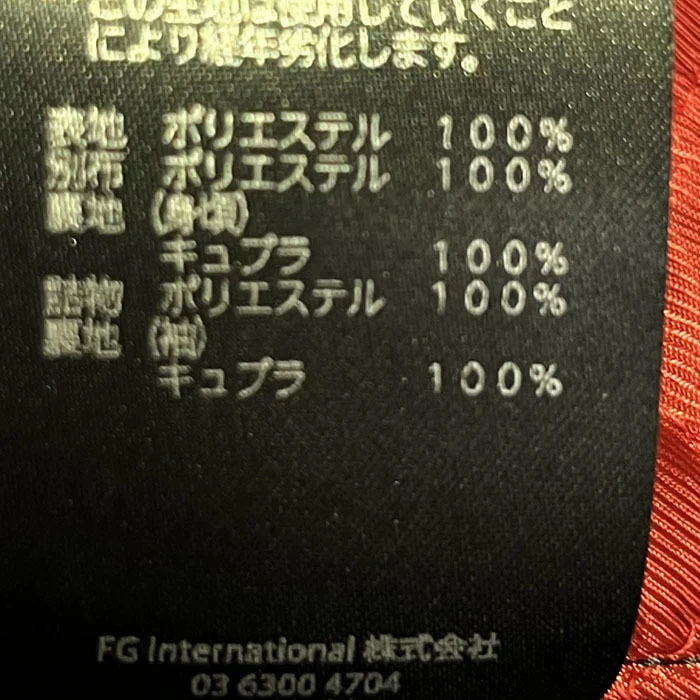 この生地は使用していくこと
により経年劣化します。
表地 ポリエステル 100%
別布 ポリエステル 100%
裏地 (身頃)
キュプラ 100%
詰物 ポリエステル 100%
裏地 (袖)
キュプラ 100%
FG International 株式会社
03 6300 4704